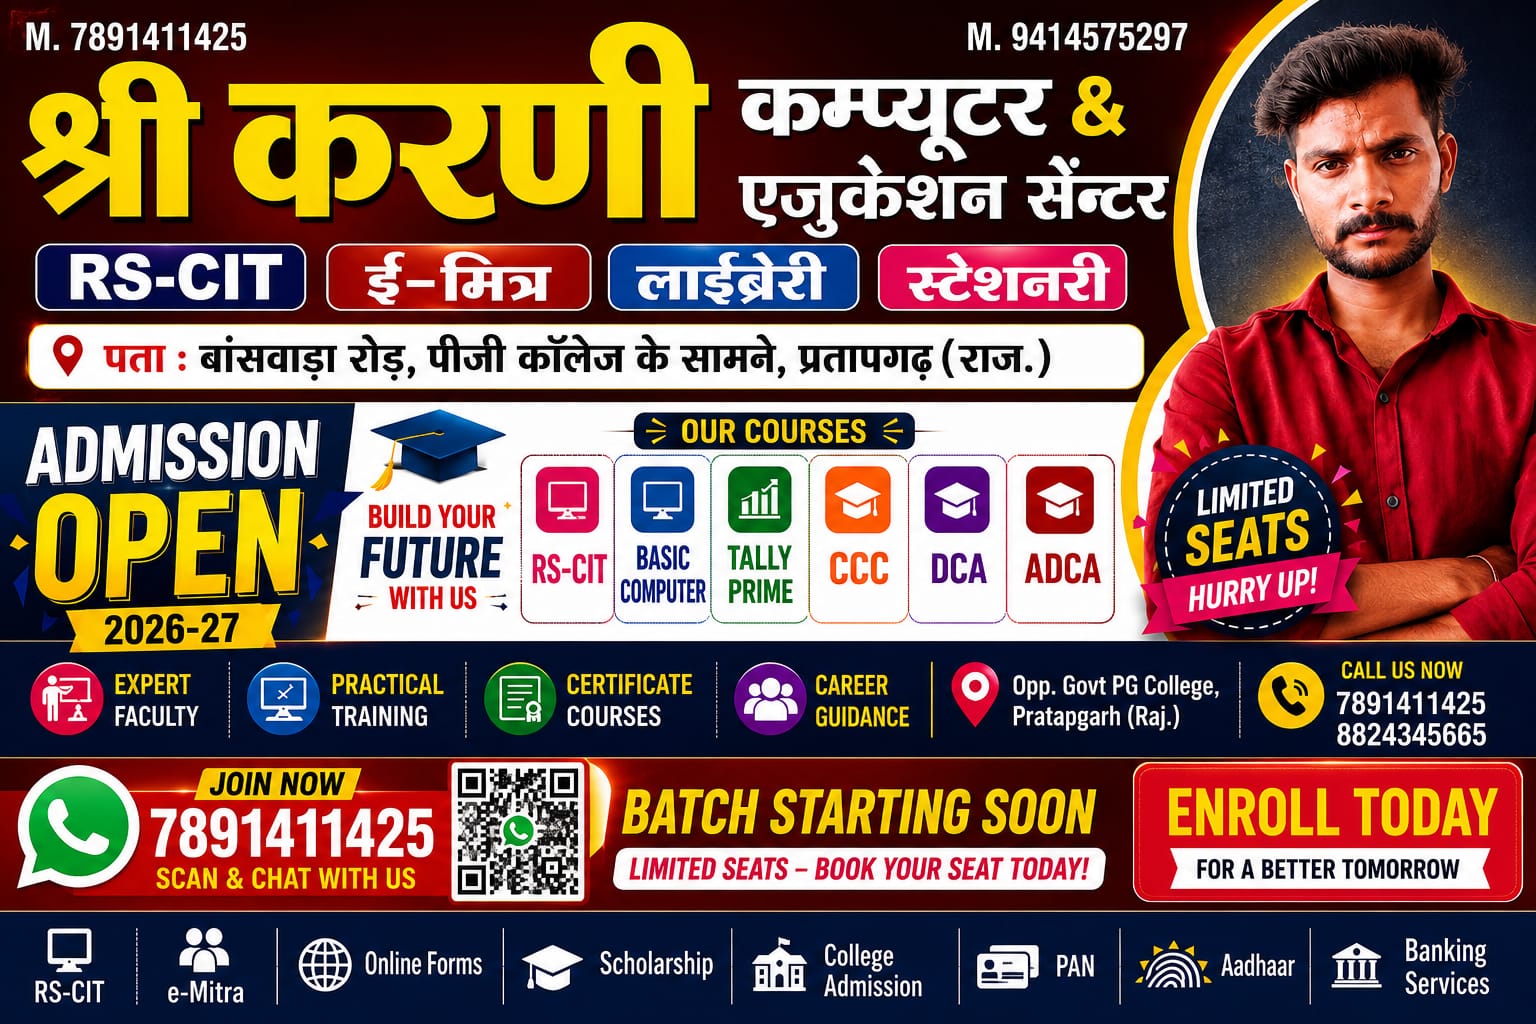 M. 7891411425
M. 9414575297
श्री करणी
कम्प्यूटर &
एजुकेशन सेंन्टर
RS-CIT
ई-मित्र
लाईब्रेरी
स्टेशनरी
पता : बांसवाड़ा रोड़, पीजी कॉलेज के सामने, प्रतापगढ़ (राज.)
ADMISSION
OPEN
2026-27
BUILD YOUR
FUTURE
WITH US
OUR COURSES
RS-CIT
BASIC
COMPUTER
TALLY
PRIME
CCC
DCA
ADCA
LIMITED
SEATS
HURRY UP!
EXPERT
FACULTY
PRACTICAL
TRAINING
CERTIFICATE
COURSES
CAREER
GUIDANCE
Opp. Govt PG College,
Pratapgarh (Raj.)
CALL US NOW
7891411425
8824345665
JOIN NOW
7891411425
SCAN & CHAT WITH US
BATCH STARTING SOON
LIMITED SEATS – BOOK YOUR SEAT TODAY!
ENROLL TODAY
FOR A BETTER TOMORROW
RS-CIT
e-Mitra
Online Forms
Scholarship
College
Admission
PAN
Aadhaar
Banking
Services